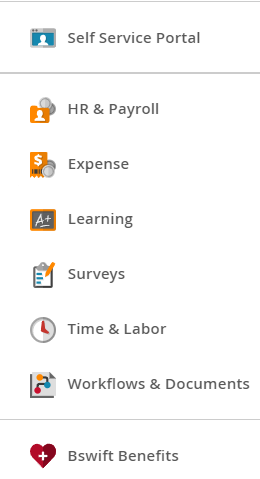 Self Service Portal
HR & Payroll
$
Expense
A+
Learning
Surveys
Time & Labor
Workflows & Documents
Bswift Benefits